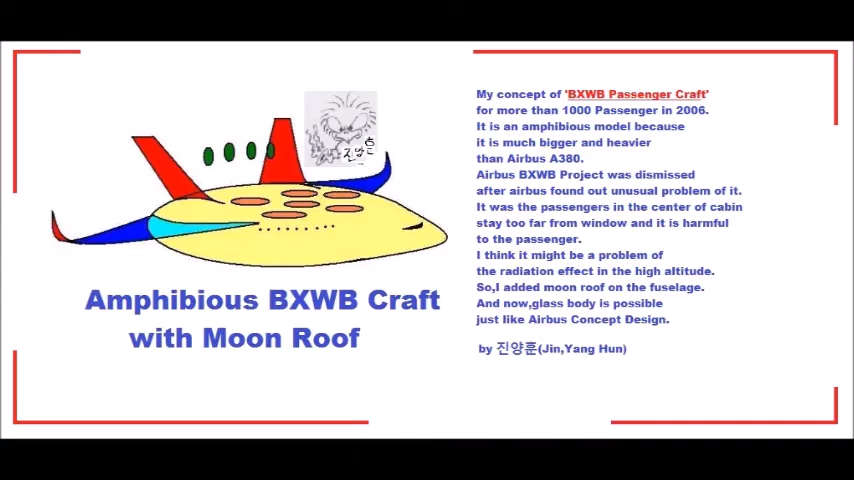 진양훈
Amphibious BXWB Craft
with Moon Roof
My concept of 'BXWB Passenger Craft'
for more than 1000 Passenger in 2006.
It is an amphibious model because
it is much bigger and heavier
than Airbus A380.
Airbus BXWB Project was dismissed
after airbus found out unusual problem of it.
It was the passengers in the center of cabin
stay too far from window and it is harmful
to the passenger.
I think it might be a problem of
the radiation effect in the high altitude.
So,I added moon roof on the fuselage.
And now,glass body is possible
just like Airbus Concept Design.
by 진양훈(Jin,Yang Hun)